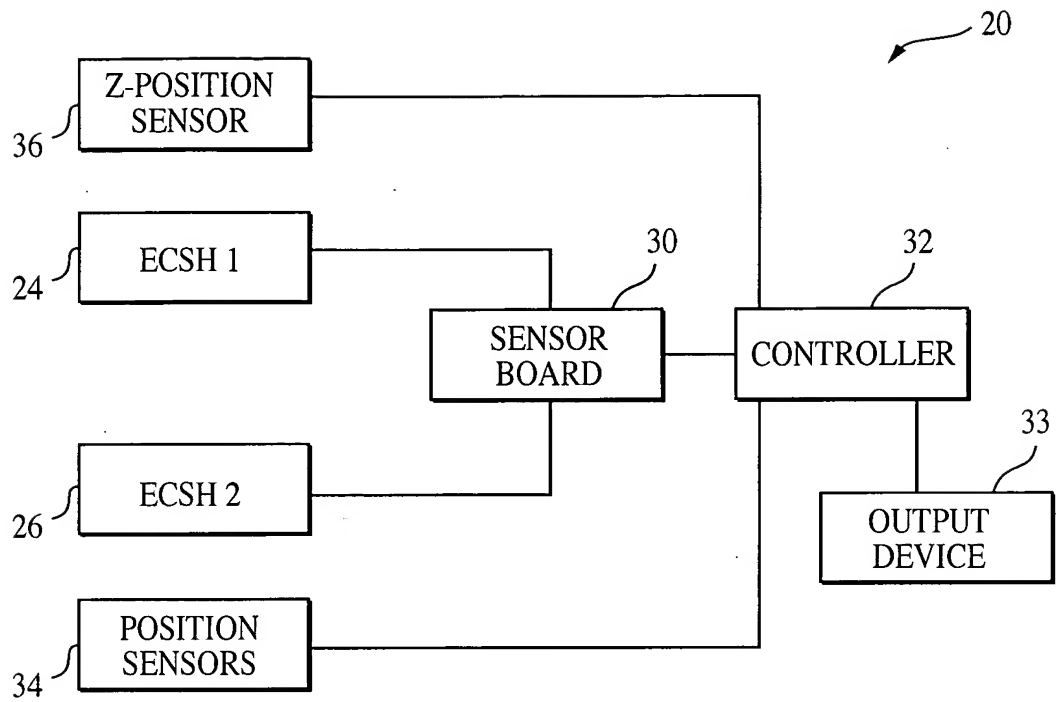 20
Z-POSITION
SENSOR
36
ECSH 1
24
30
32
SENSOR
BOARD
CONTROLLER
33
ECSH 2
26
OUTPUT
DEVICE
POSITION
SENSORS
34